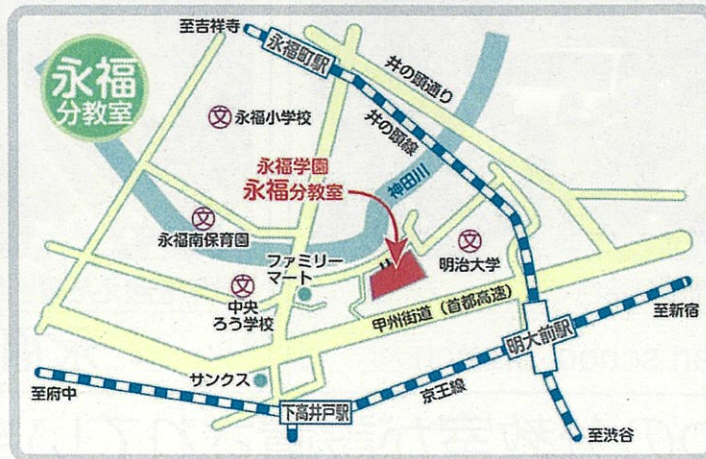 至吉祥寺
永福町駅
井の頭通り
永福
分教室
永福小学校
井の頭線
永福学園
永福分教室
神田川
永福南保育園
ファミリー
マート
明治大学
中央
ろう学校
甲州街道（首都高速）
至新宿
明大前駅
サンクス
京王線
至府中
下高井戸駅
至渋谷
文
文
文
文